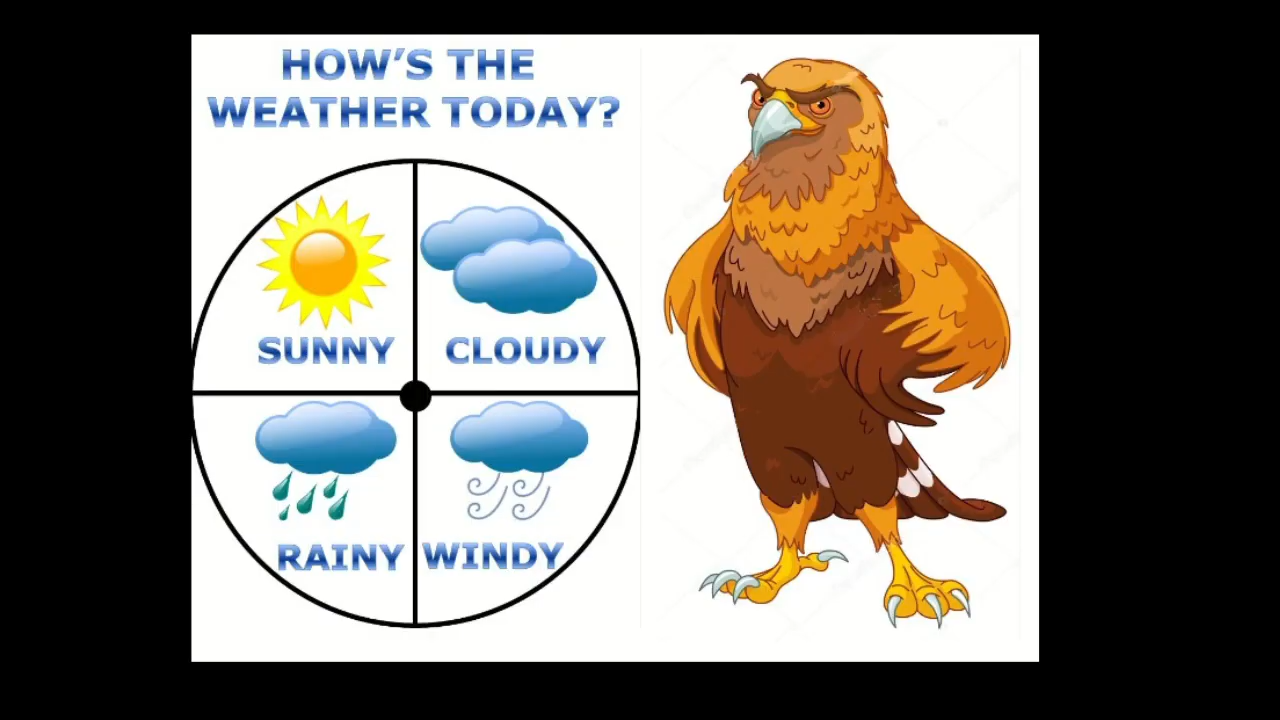 HOW'S THE
WEATHER TODAY?
SUNNY
CLOUDY
RAINY
WINDY